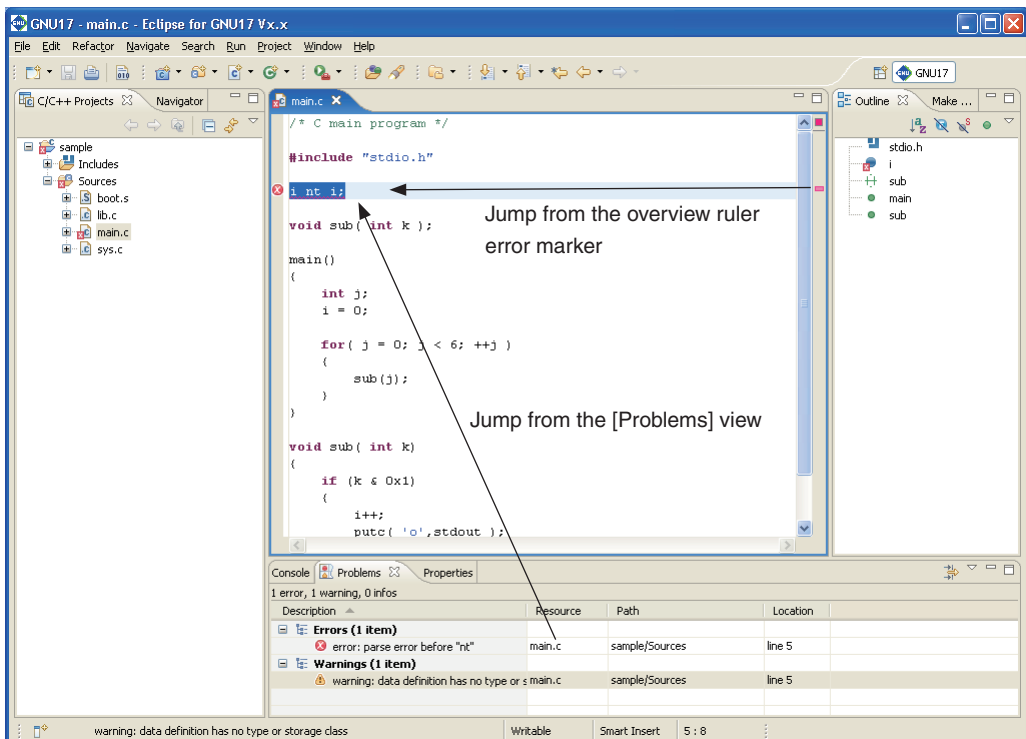 GNU17 - main.c - Eclipse for GNU17 Vx.x
File Edit Refactor Navigate Search Run Project Window Help
GNU17
C/C++ Projects Navigator
sample
Includes
Sources
boot.s
lib.c
main.c
sys.c
main.c
/* C main program */
#include "stdio.h"
i nt i;
void sub( int k );
main()
{
int j;
i = 0;
for( j = 0; j < 6; ++j )
{
sub(j);
}
}
void sub( int k)
{
if (k & 0x1)
{
i++;
putc( 'o',stdout );
Jump from the overview ruler
error marker
Jump from the [Problems] view
Outline Make ...
stdio.h
i
sub
main
sub
Console Problems Properties
1 error, 1 warning, 0 infos
Description Resource Path Location
Errors (1 item)
error: parse error before "nt" main.c sample/Sources line 5
Warnings (1 item)
warning: data definition has no type or s main.c sample/Sources line 5
warning: data definition has no type or storage class Writable Smart Insert 5 : 8